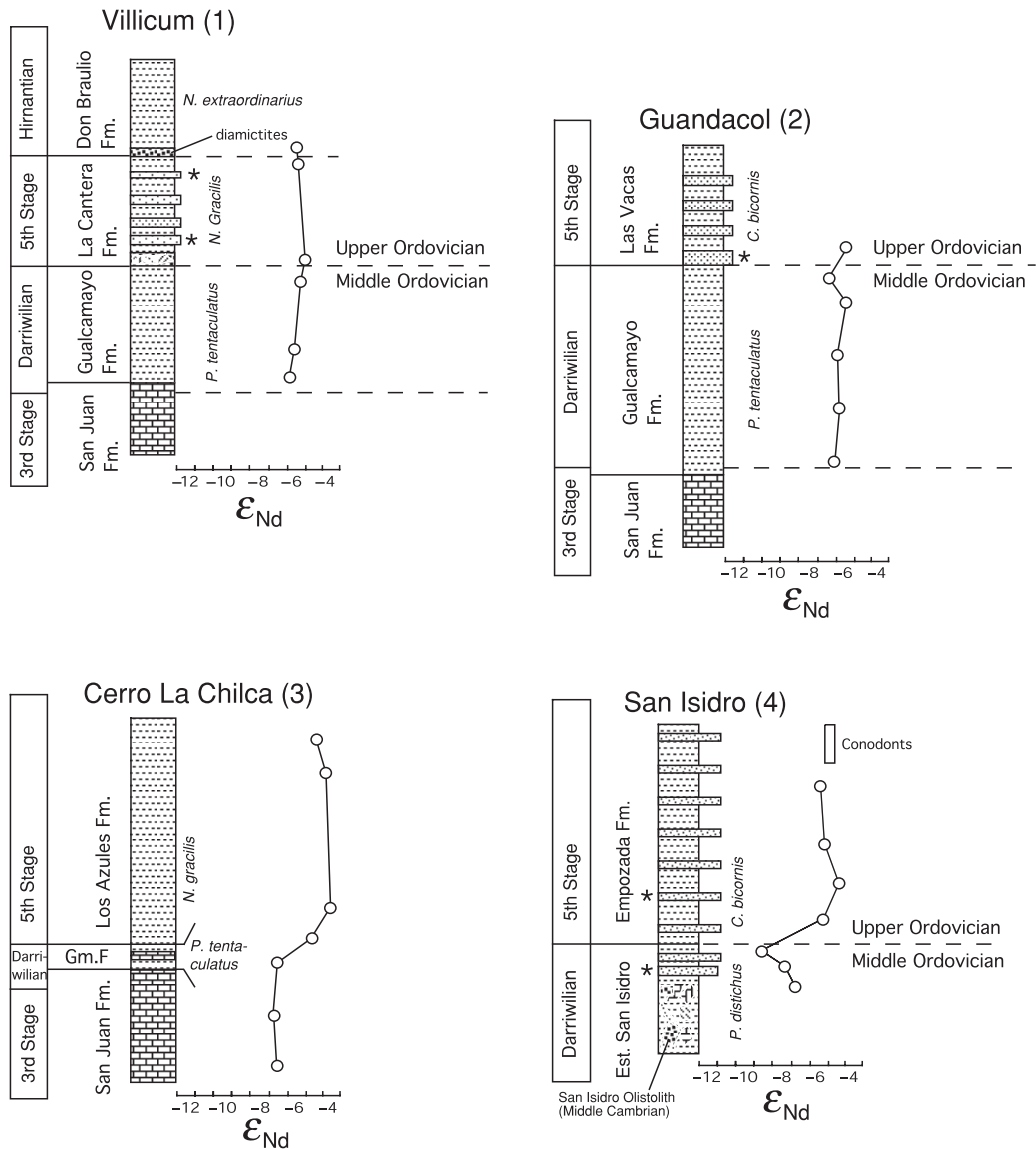 Villicum (1)
Hirnantian
Don Braulio
Fm.
N. extraordinarius
diamictites
5th Stage
La Cantera
Fm.
*
*
N. Gracilis
Upper Ordovician
Middle Ordovician
Darriwilian
Gualcamayo
Fm.
P. tentaculatus
3rd Stage
San Juan
Fm.
−12 −10 −8 −6 −4
εNd
Guandacol (2)
5th Stage
Las Vacas
Fm.
*
C. bicornis
Upper Ordovician
Middle Ordovician
Darriwilian
Gualcamayo
Fm.
P. tentaculatus
3rd Stage
San Juan
Fm.
−12 −10 −8 −6 −4
εNd
Cerro La Chilca (3)
5th Stage
Los Azules Fm.
N. gracilis
Darri-
wilian
Gm.F
P. tenta-
culatus
3rd Stage
San Juan Fm.
−12 −10 −8 −6 −4
εNd
San Isidro (4)
5th Stage
Empozada Fm.
*
C. bicornis
Conodonts
Upper Ordovician
Middle Ordovician
Darriwilian
Est. San Isidro
*
P. distichus
San Isidro Olistolith
(Middle Cambrian)
−12 −10 −8 −6 −4
εNd